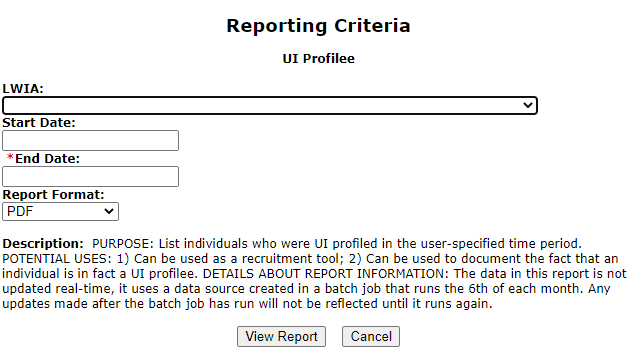 Reporting Criteria
UI Profilee
LWIA:
Start Date:
*End Date:
Report Format:
PDF
Description: PURPOSE: List individuals who were UI profiled in the user-specified time period.
POTENTIAL USES: 1) Can be used as a recruitment tool; 2) Can be used to document the fact that an
individual is in fact a UI profilee. DETAILS ABOUT REPORT INFORMATION: The data in this report is not
updated real-time, it uses a data source created in a batch job that runs the 6th of each month. Any
updates made after the batch job has run will not be reflected until it runs again.
View Report Cancel